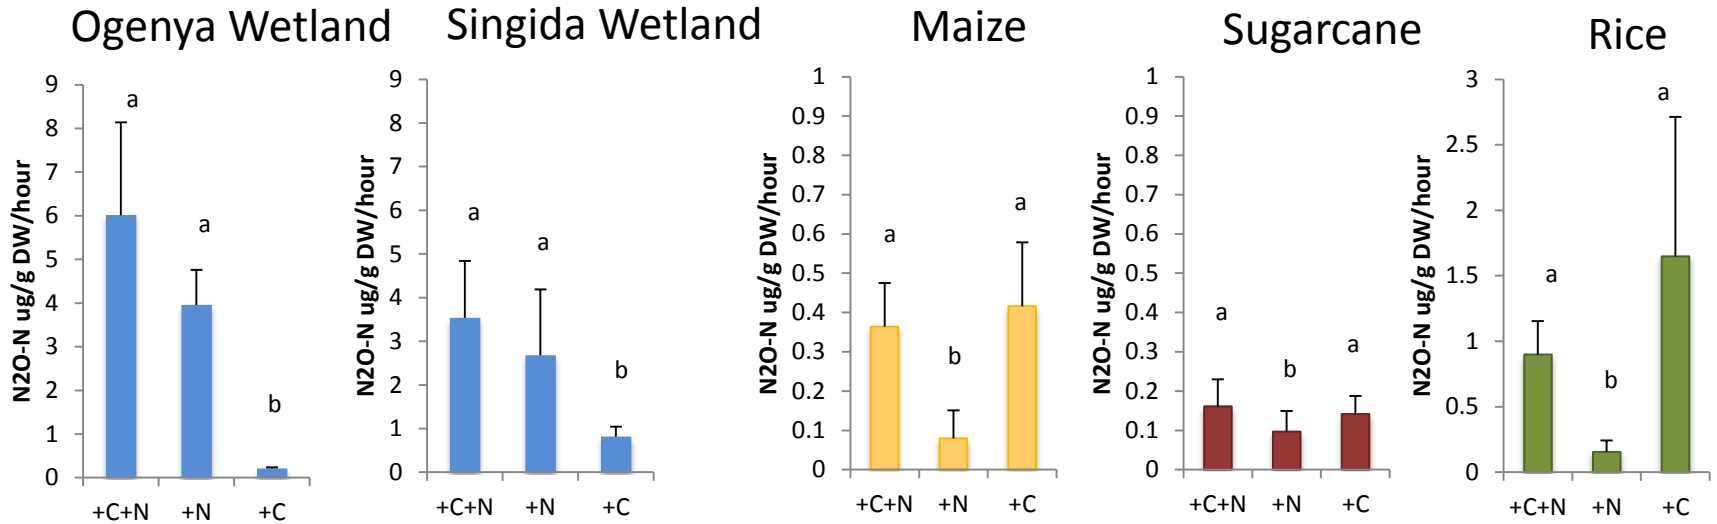 Ogenya Wetland
N2O-N ug/g DW/hour
9
8
7
6
5
4
3
2
1
0
a
a
b
+C+N +N +C
Singida Wetland
N2O-N ug/g DW/hour
9
8
7
6
5
4
3
2
1
0
a
a
b
+C+N +N +C
Maize
N2O-N ug/g DW/hour
1
0.9
0.8
0.7
0.6
0.5
0.4
0.3
0.2
0.1
0
a
b
a
+C+N +N +C
Sugarcane
N2O-N ug/g DW/hour
1
0.9
0.8
0.7
0.6
0.5
0.4
0.3
0.2
0.1
0
a
b
a
+C+N +N +C
Rice
N2O-N ug/g DW/hour
3
2.5
2
1.5
1
0.5
0
a
b
a
+C+N +N +C